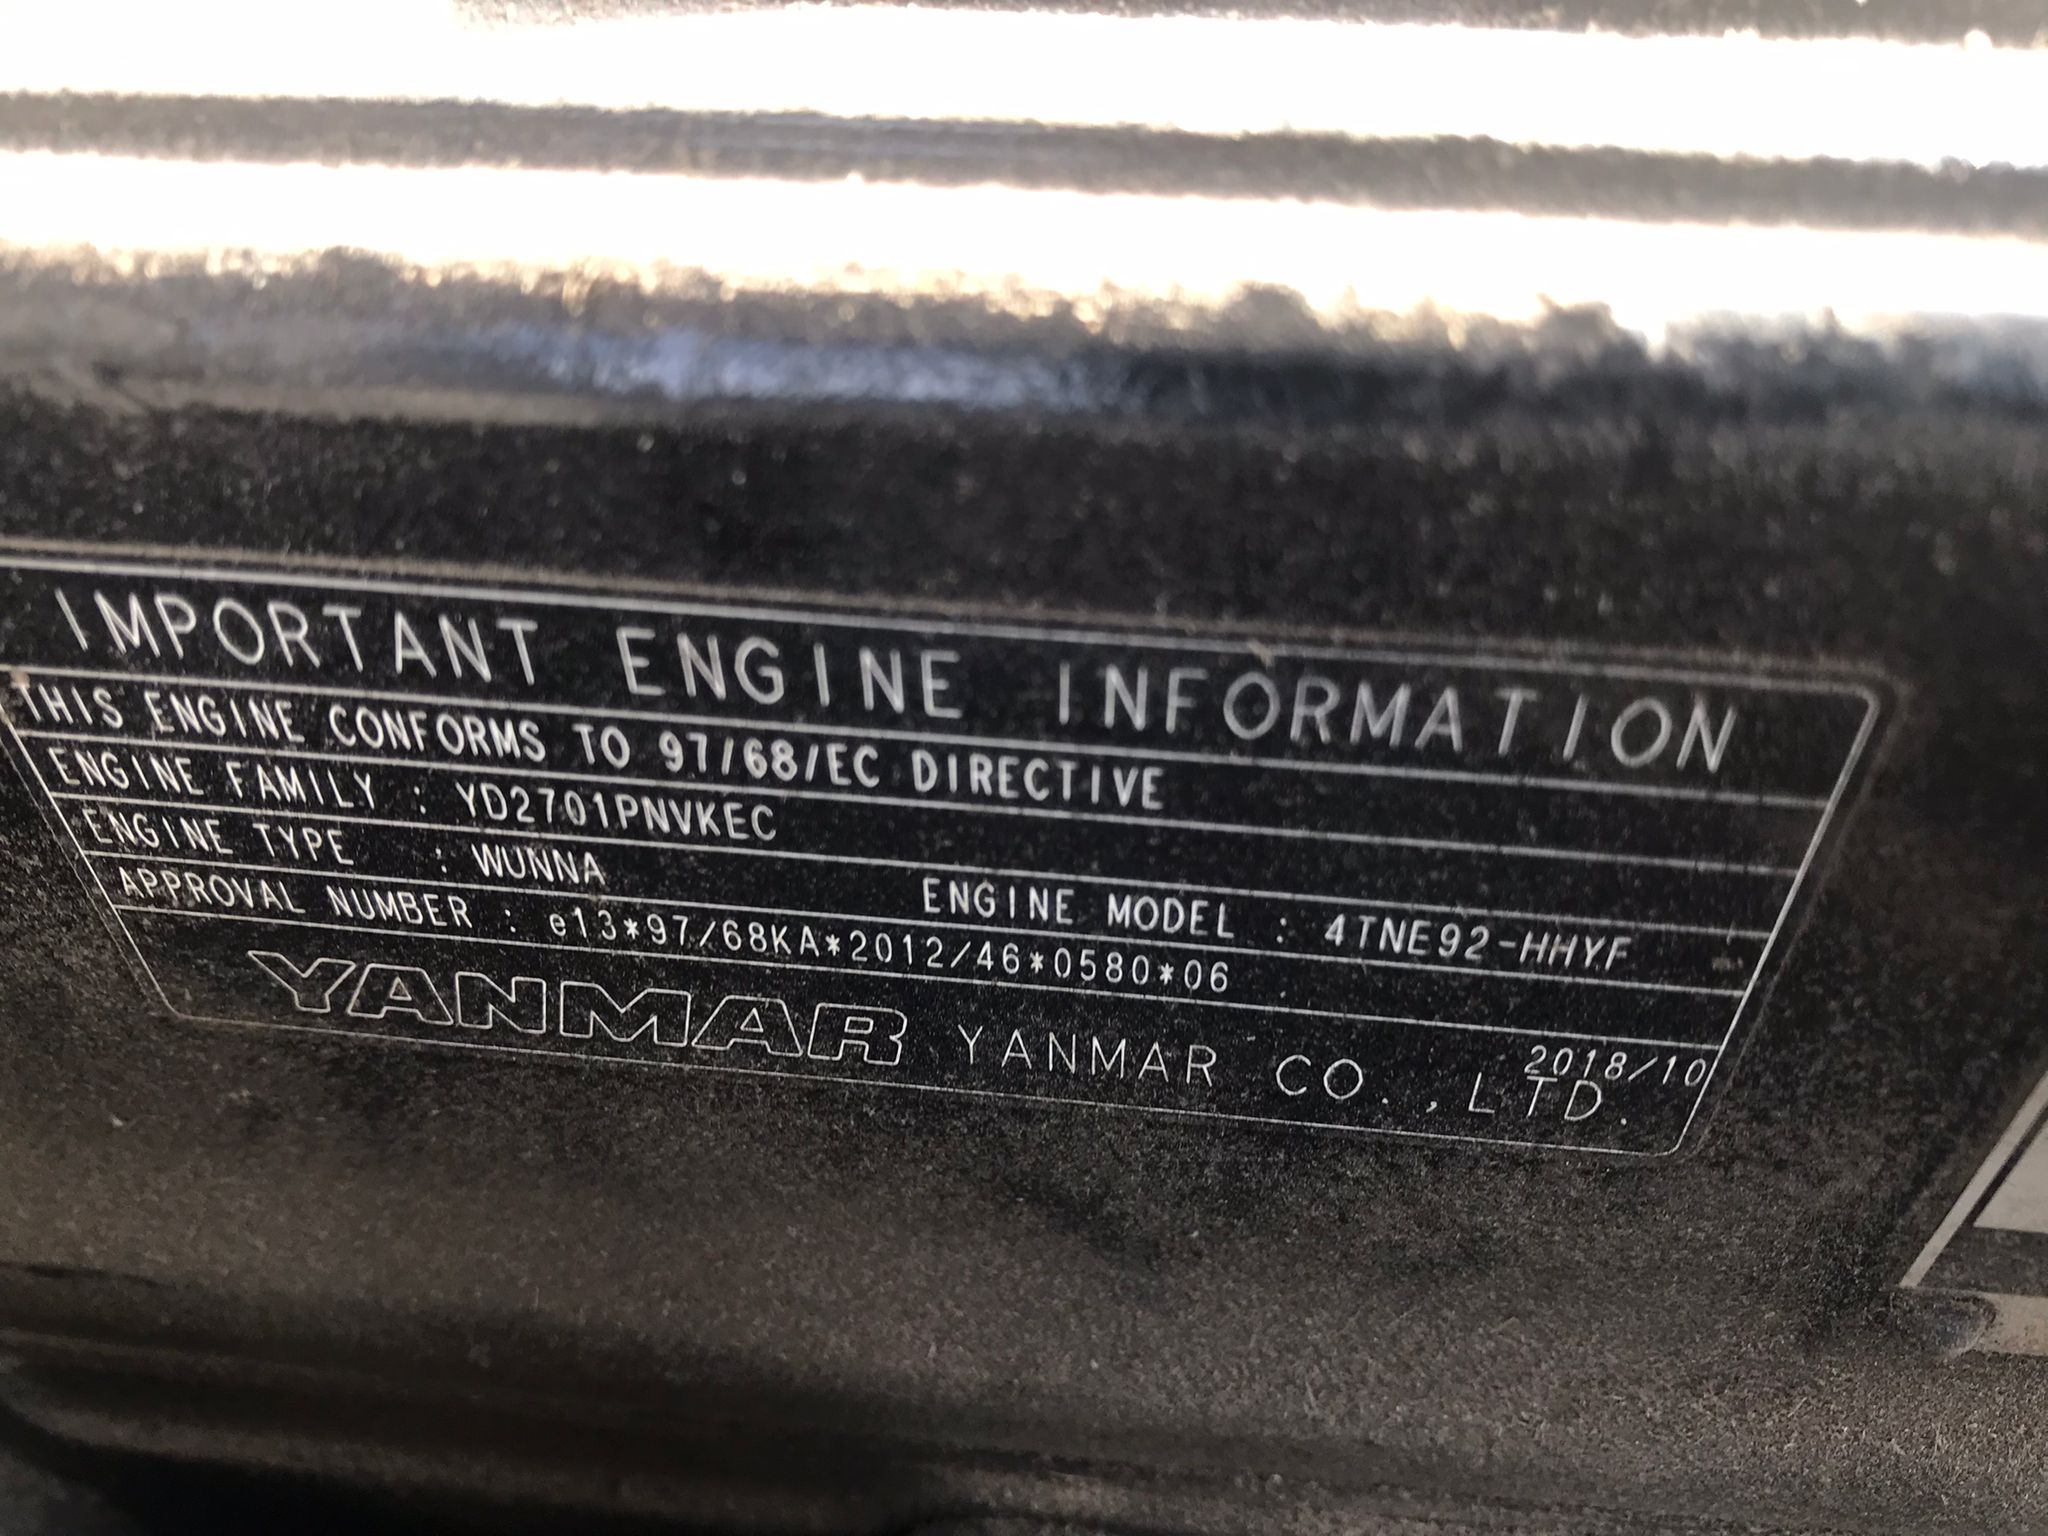 IMPORTANT ENGINE INFORMATION
THIS ENGINE CONFORMS TO 97/68/EC DIRECTIVE
ENGINE FAMILY : YD2701PNVKEC
ENGINE TYPE : WUNNA ENGINE MODEL : 4TNE92-HHYF
APPROVAL NUMBER : e13*97/68KA*2012/46*0580*06
2018/10
YANMAR YANMAR CO.,LTD.